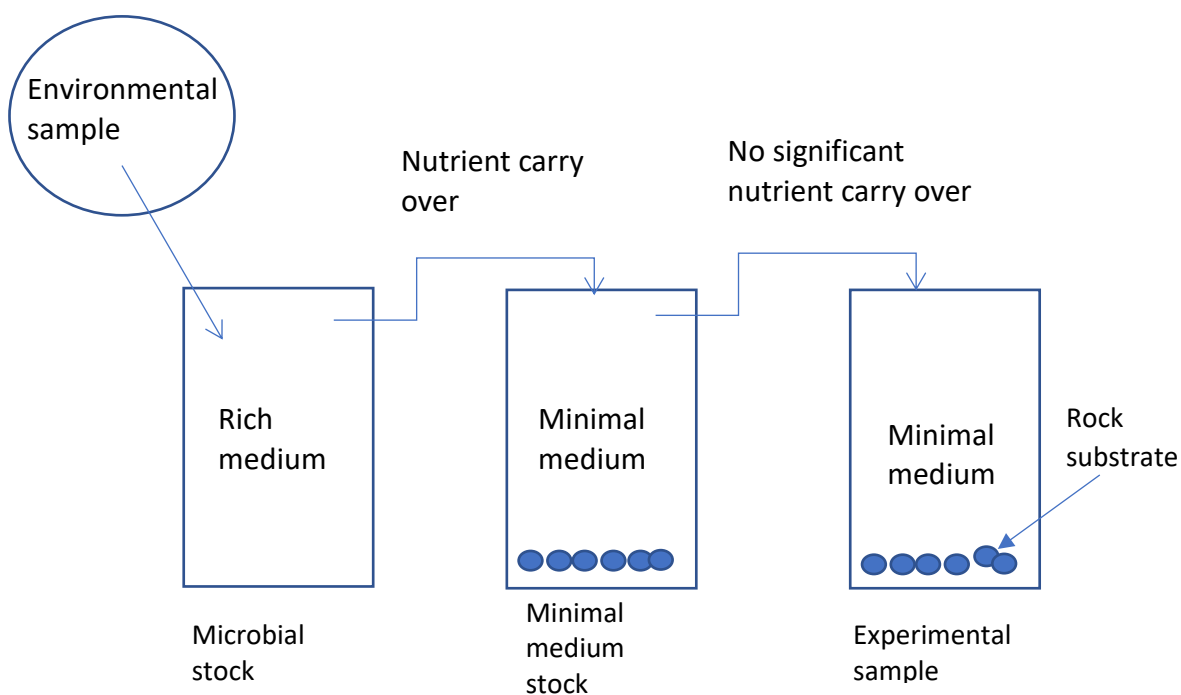 Environmental
sample
Nutrient carry
over
No significant
nutrient carry over
Rich
medium
Minimal
medium
Minimal
medium
Rock
substrate
Microbial
stock
Minimal
medium
stock
Experimental
sample